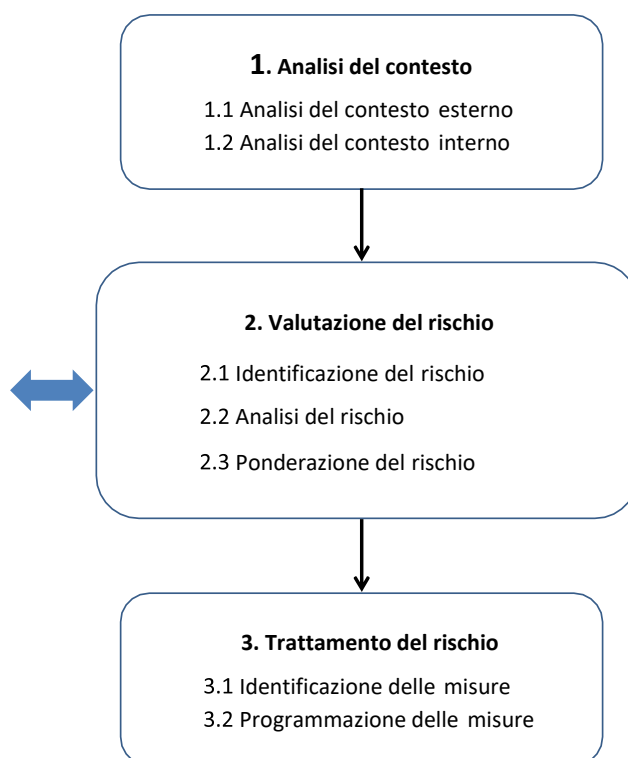 1. Analisi del contesto
1.1 Analisi del contesto esterno
1.2 Analisi del contesto interno
2. Valutazione del rischio
2.1 Identificazione del rischio
2.2 Analisi del rischio
2.3 Ponderazione del rischio
3. Trattamento del rischio
3.1 Identificazione delle misure
3.2 Programmazione delle misure